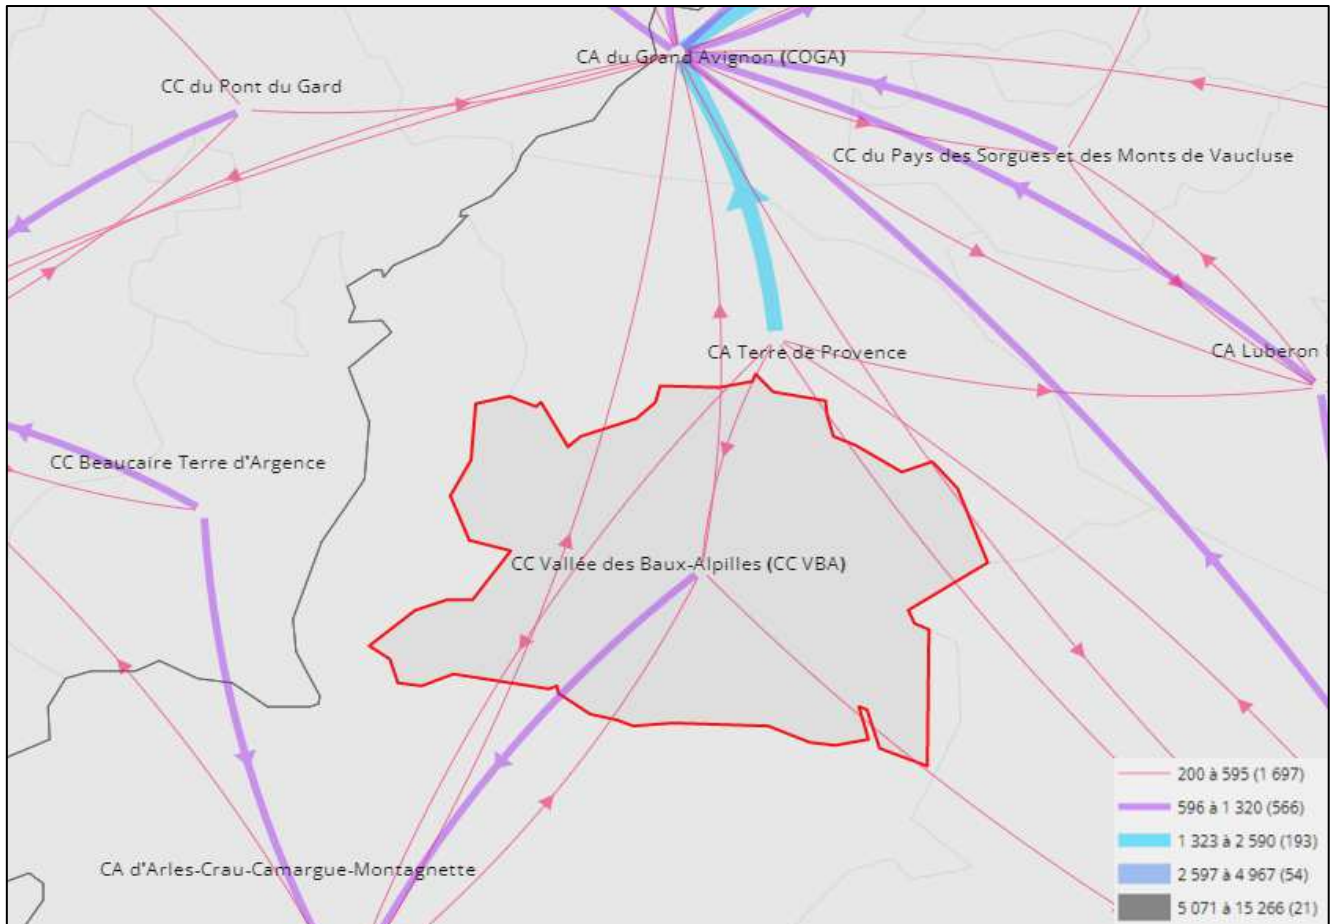 CA du Grand Avignon (COGA)
CC du Pont du Gard
CC du Pays des Sorgues et des Monts de Vaucluse
CA Terre de Provence
CA Luberon
CC Beaucaire Terre d'Argence
CC Vallée des Baux-Alpilles (CC VBA)
CA d'Arles-Crau-Camargue-Montagnette
200 à 595 (1 697)
596 à 1 320 (566)
1 323 à 2 590 (193)
2 597 à 4 967 (54)
5 071 à 15 266 (21)